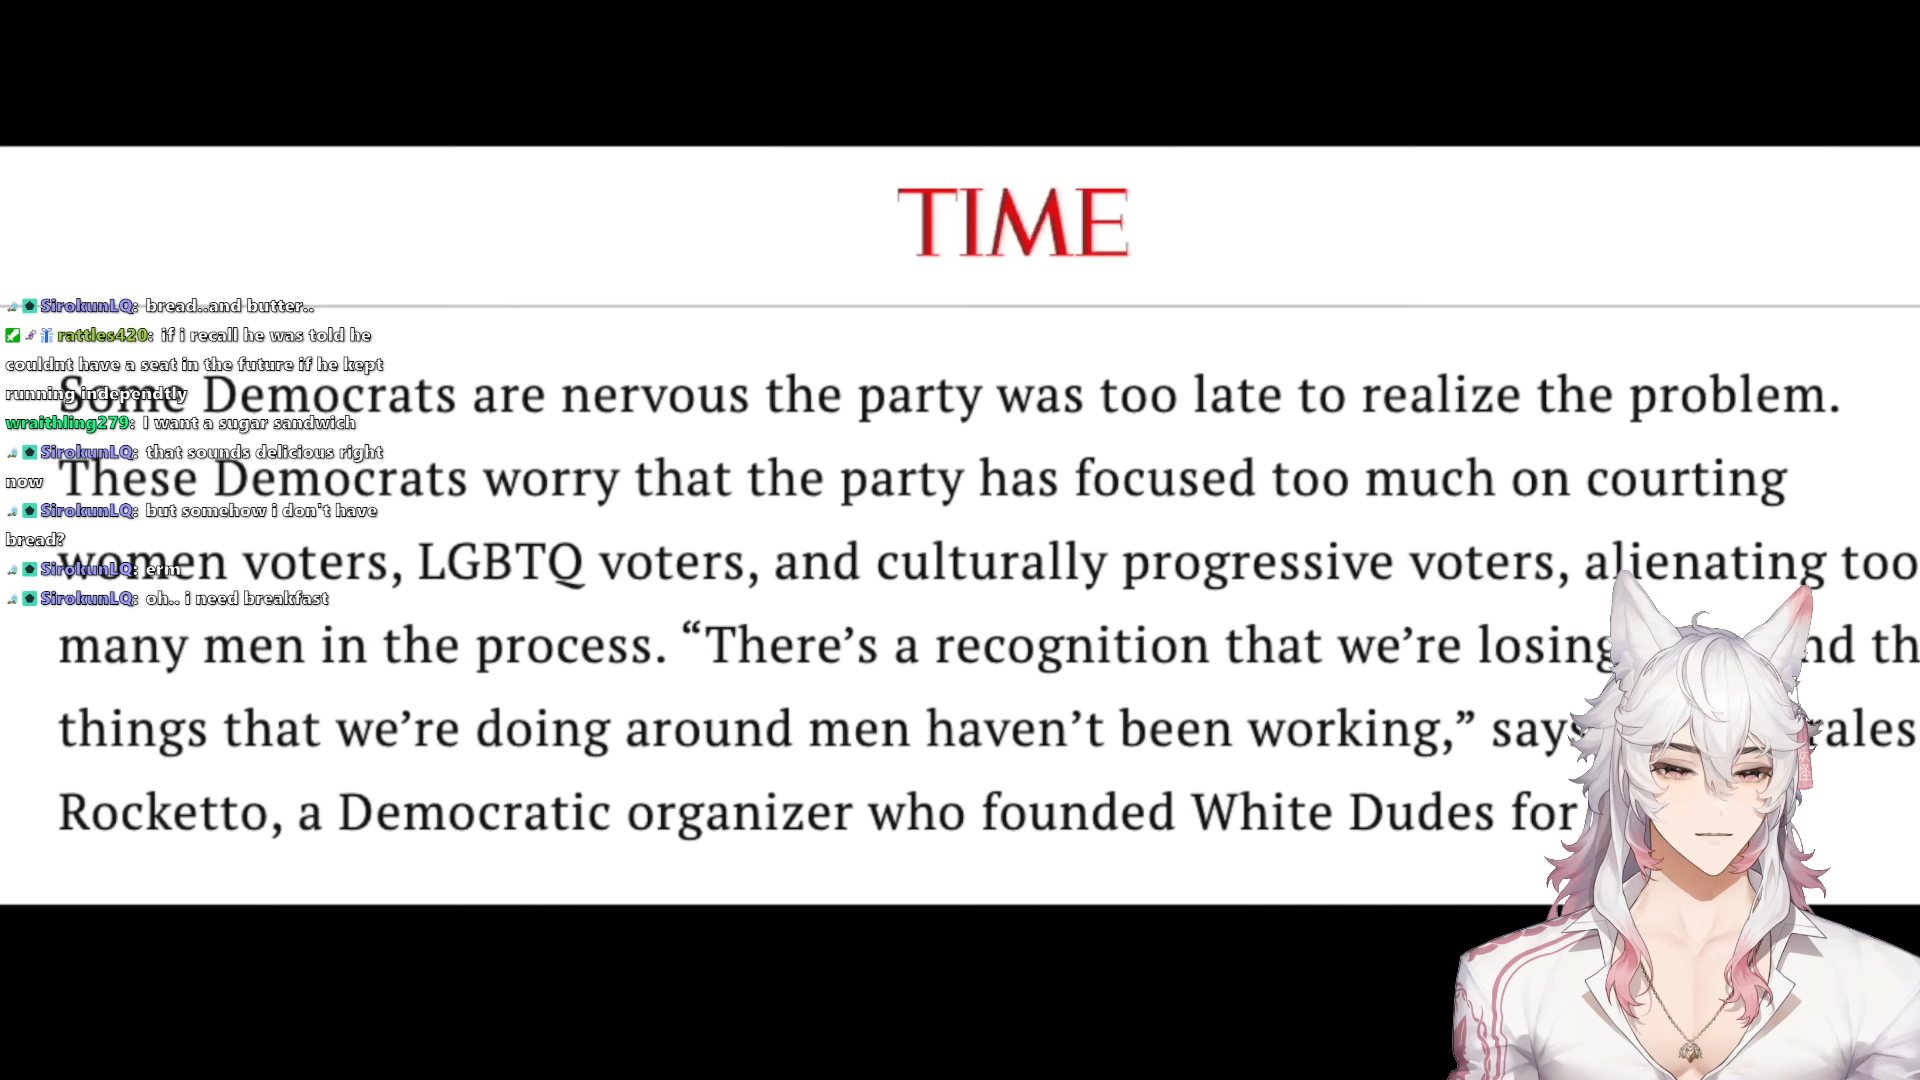 TIME
SirokunLQ: bread..and butter..
rattles420: if i recall he was told he
couldnt have a seat in the future if he kept
running independtly
wraithling279: I want a sugar sandwich
SirokunLQ: that sounds delicious right
now
SirokunLQ: but somehow i don't have
bread?
SirokunLQ: erm
SirokunLQ: oh.. i need breakfast
Some Democrats are nervous the party was too late to realize the problem.
These Democrats worry that the party has focused too much on courting
women voters, LGBTQ voters, and culturally progressive voters, alienating too
many men in the process. “There’s a recognition that we’re losing
things that we’re doing around men haven’t been working,” says
Rocketto, a Democratic organizer who founded White Dudes for